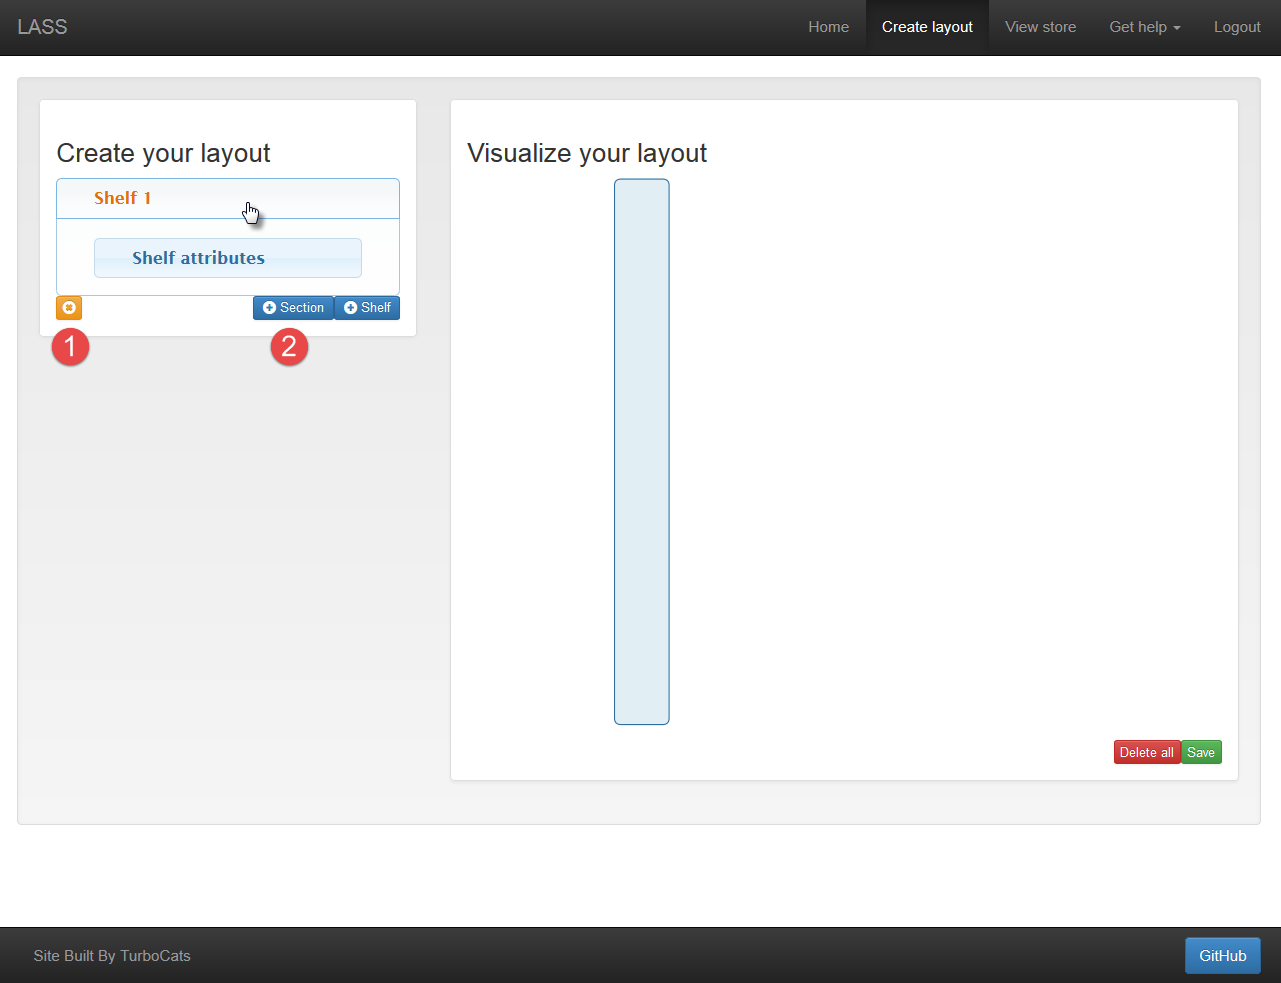 LASS Home Create layout View store Get help Logout
Create your layout
Shelf 1
Shelf attributes
Section Shelf
1 2
Visualize your layout
Delete all Save
Site Built By TurboCats GitHub